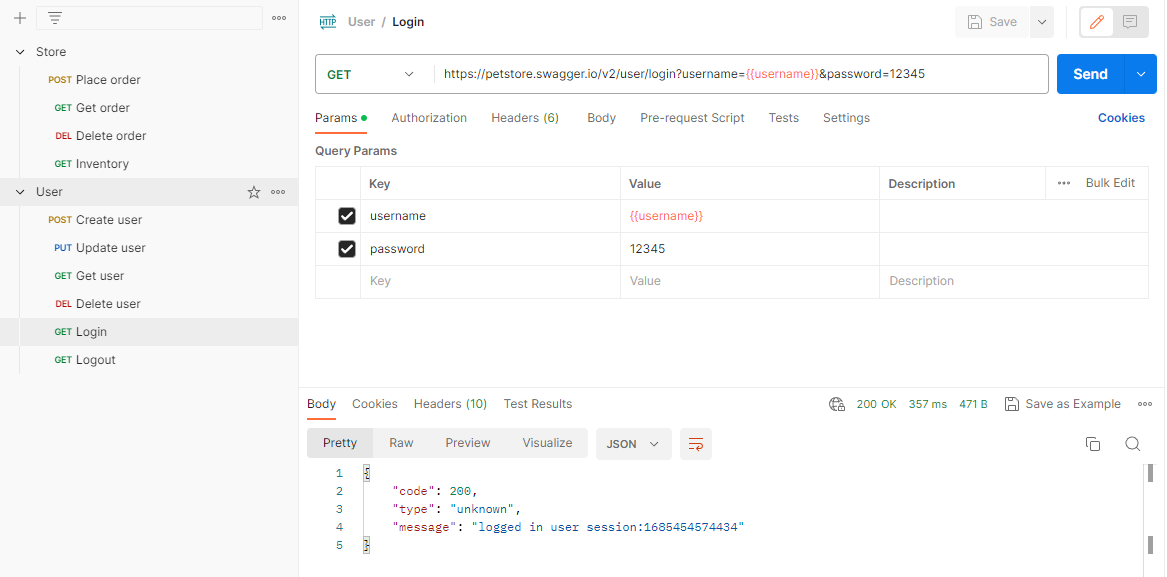 HTTP User / Login Save
Store
POST Place order
GET Get order
DEL Delete order
GET Inventory
User
POST Create user
PUT Update user
GET Get user
DEL Delete user
GET Login
GET Logout
GET https://petstore.swagger.io/v2/user/login?username={{username}}&password=12345 Send
Params Authorization Headers (6) Body Pre-request Script Tests Settings Cookies
Query Params
Key Value Description Bulk Edit
username {{username}}
password 12345
Key Value Description
Body Cookies Headers (10) Test Results 200 OK 357 ms 471 B Save as Example
Pretty Raw Preview Visualize JSON
1 {
2 "code": 200,
3 "type": "unknown",
4 "message": "logged in user session:1685454574434"
5 }